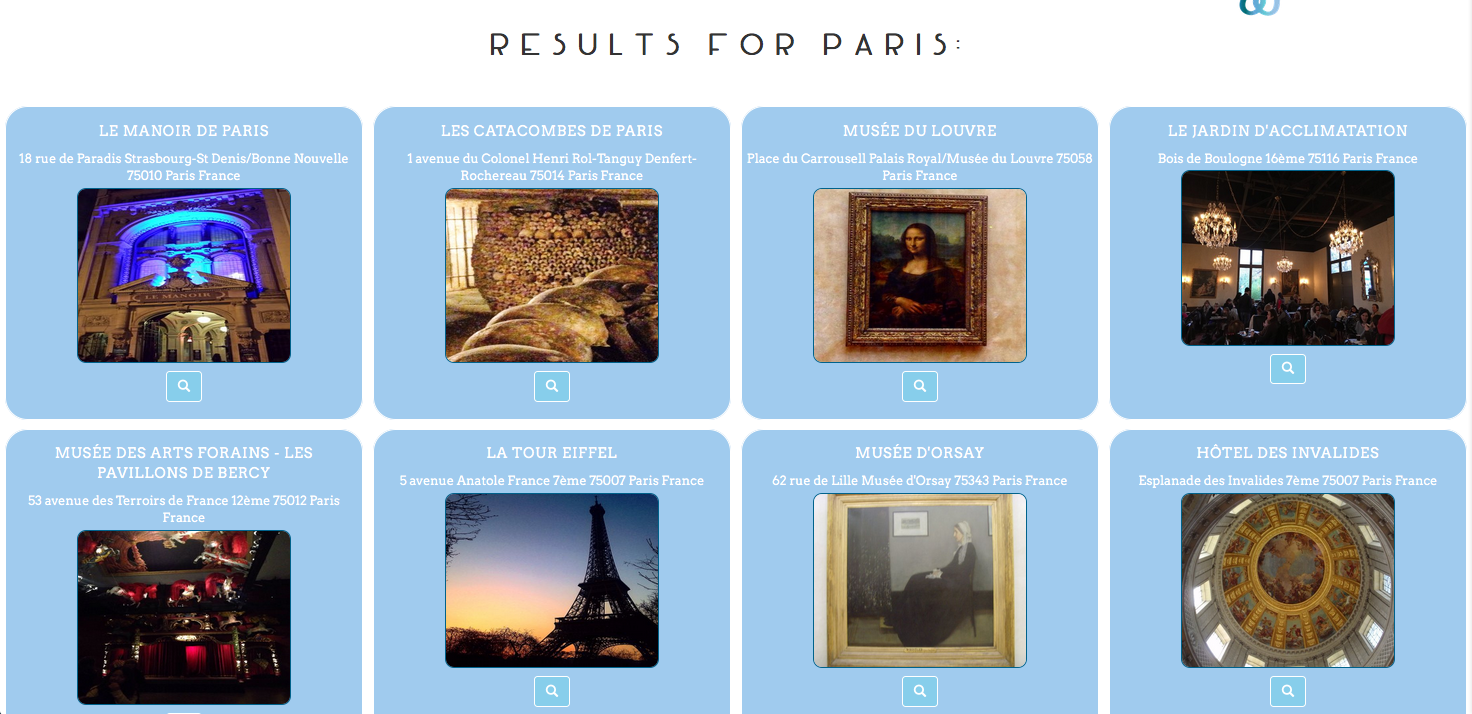 RESULTS FOR PARIS:
LE MANOIR DE PARIS
18 rue de Paradis Strasbourg-St Denis/Bonne Nouvelle
75010 Paris France
LE MANOIR
LES CATACOMBES DE PARIS
1 avenue du Colonel Henri Rol-Tanguy Denfert-
Rochereau 75014 Paris France
MUSÉE DU LOUVRE
Place du Carrousell Palais Royal/Musée du Louvre 75058
Paris France
LE JARDIN D'ACCLIMATATION
Bois de Boulogne 16ème 75116 Paris France
MUSÉE DES ARTS FORAINS - LES
PAVILLONS DE BERCY
53 avenue des Terroirs de France 12ème 75012 Paris
France
LA TOUR EIFFEL
5 avenue Anatole France 7ème 75007 Paris France
MUSÉE D'ORSAY
62 rue de Lille Musée d'Orsay 75343 Paris France
HÔTEL DES INVALIDES
Esplanade des Invalides 7ème 75007 Paris France